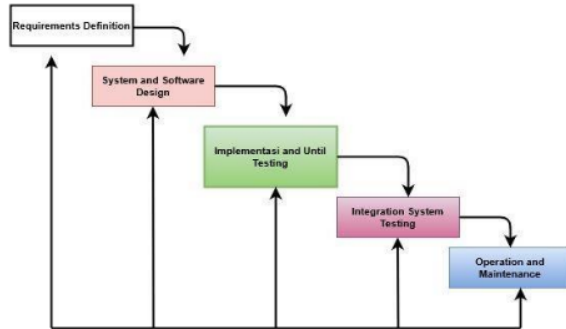 Requirements Definition
System and Software
Design
Implementasi and Until
Testing
Integration System
Testing
Operation and
Maintenance